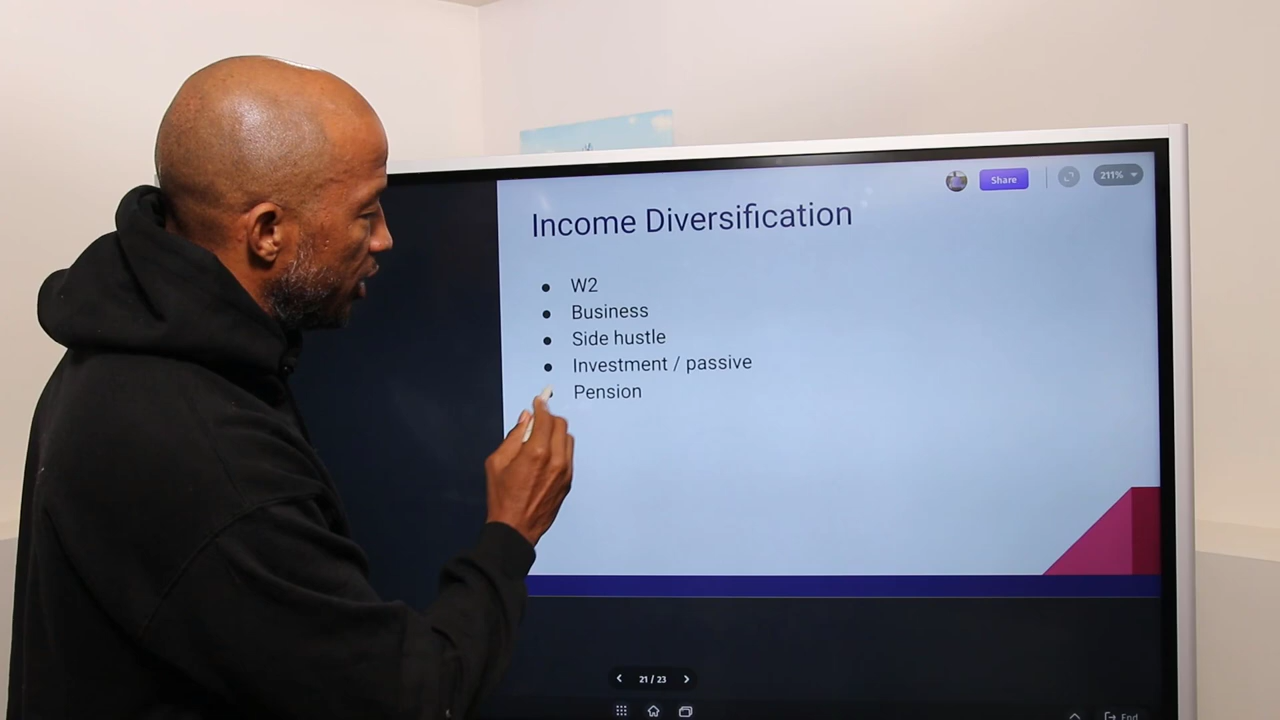 Share
211%
Income Diversification
W2
Business
Side hustle
Investment / passive
Pension
21 / 23
End